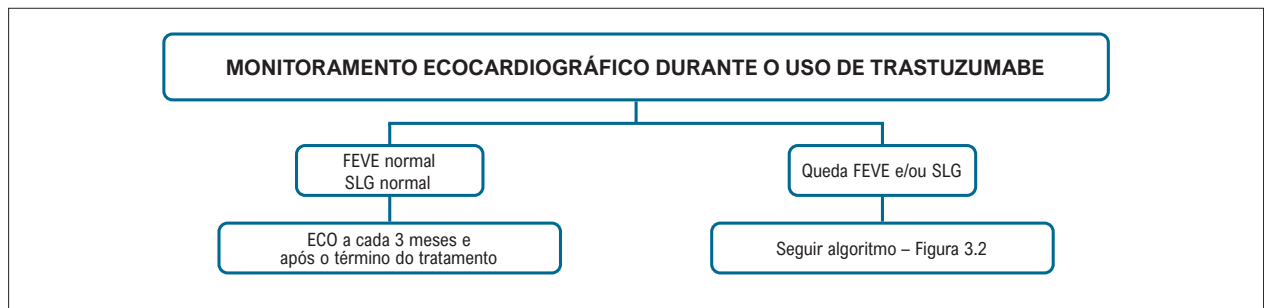 MONITORAMENTO ECOCARDIOGRÁFICO DURANTE O USO DE TRASTUZUMABE
FEVE normal
SLG normal
Queda FEVE e/ou SLG
ECO a cada 3 meses e
após o término do tratamento
Seguir algoritmo – Figura 3.2